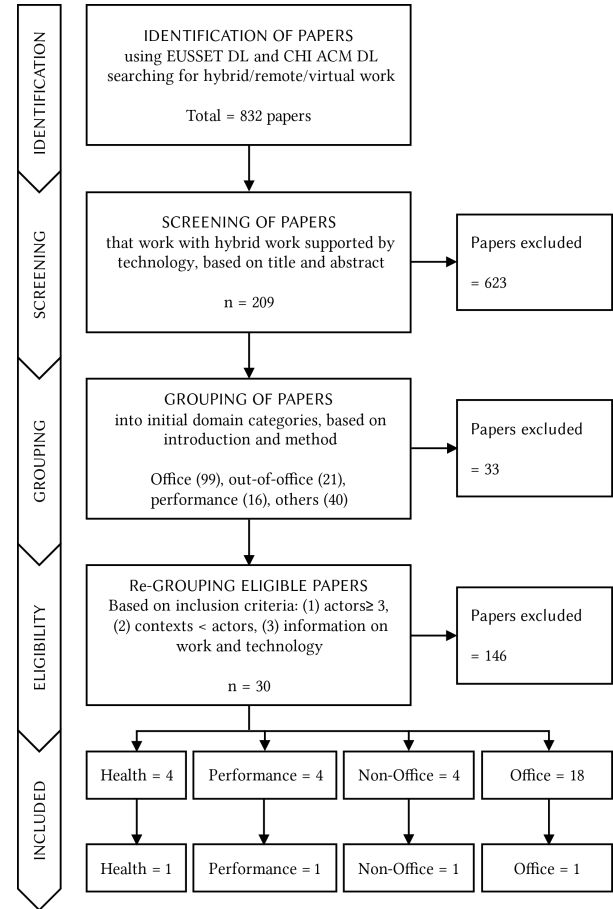 IDENTIFICATION
IDENTIFICATION OF PAPERS
using EUSSET DL and CHI ACM DL
searching for hybrid/remote/virtual work
Total = 832 papers
SCREENING
SCREENING OF PAPERS
that work with hybrid work supported by
technology, based on title and abstract
n = 209
Papers excluded
= 623
GROUPING
GROUPING OF PAPERS
into initial domain categories, based on
introduction and method
Office (99), out-of-office (21),
performance (16), others (40)
Papers excluded
= 33
ELIGIBILITY
Re-GROUPING ELIGIBLE PAPERS
Based on inclusion criteria: (1) actors≥ 3,
(2) contexts < actors, (3) information on
work and technology
n = 30
Papers excluded
= 146
INCLUDED
Health = 4
Performance = 4
Non-Office = 4
Office = 18
Health = 1
Performance = 1
Non-Office = 1
Office = 1